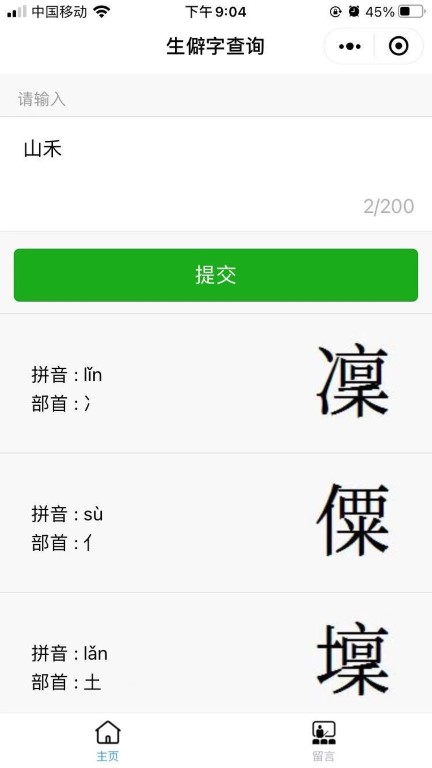 中国移动 下午9:04 45%
生僻字查询
请输入
山禾
2/200
提交
拼音 : lǐn
部首 : 冫
凜
拼音 : sù
部首 : 亻
僳
拼音 : lǎn
部首 : 土
壈
主页 留言